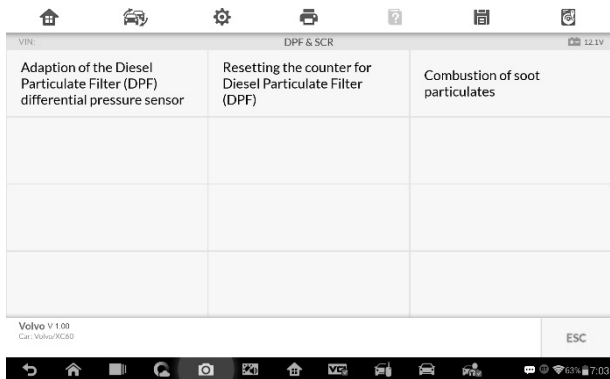 VIN:
DPF & SCR
12.1V
Adaption of the Diesel
Particulate Filter (DPF)
differential pressure sensor
Resetting the counter for
Diesel Particulate Filter
(DPF)
Combustion of soot
particulates
Volvo V 1.00
Car: Volvo/XC60
ESC
63%
7:03